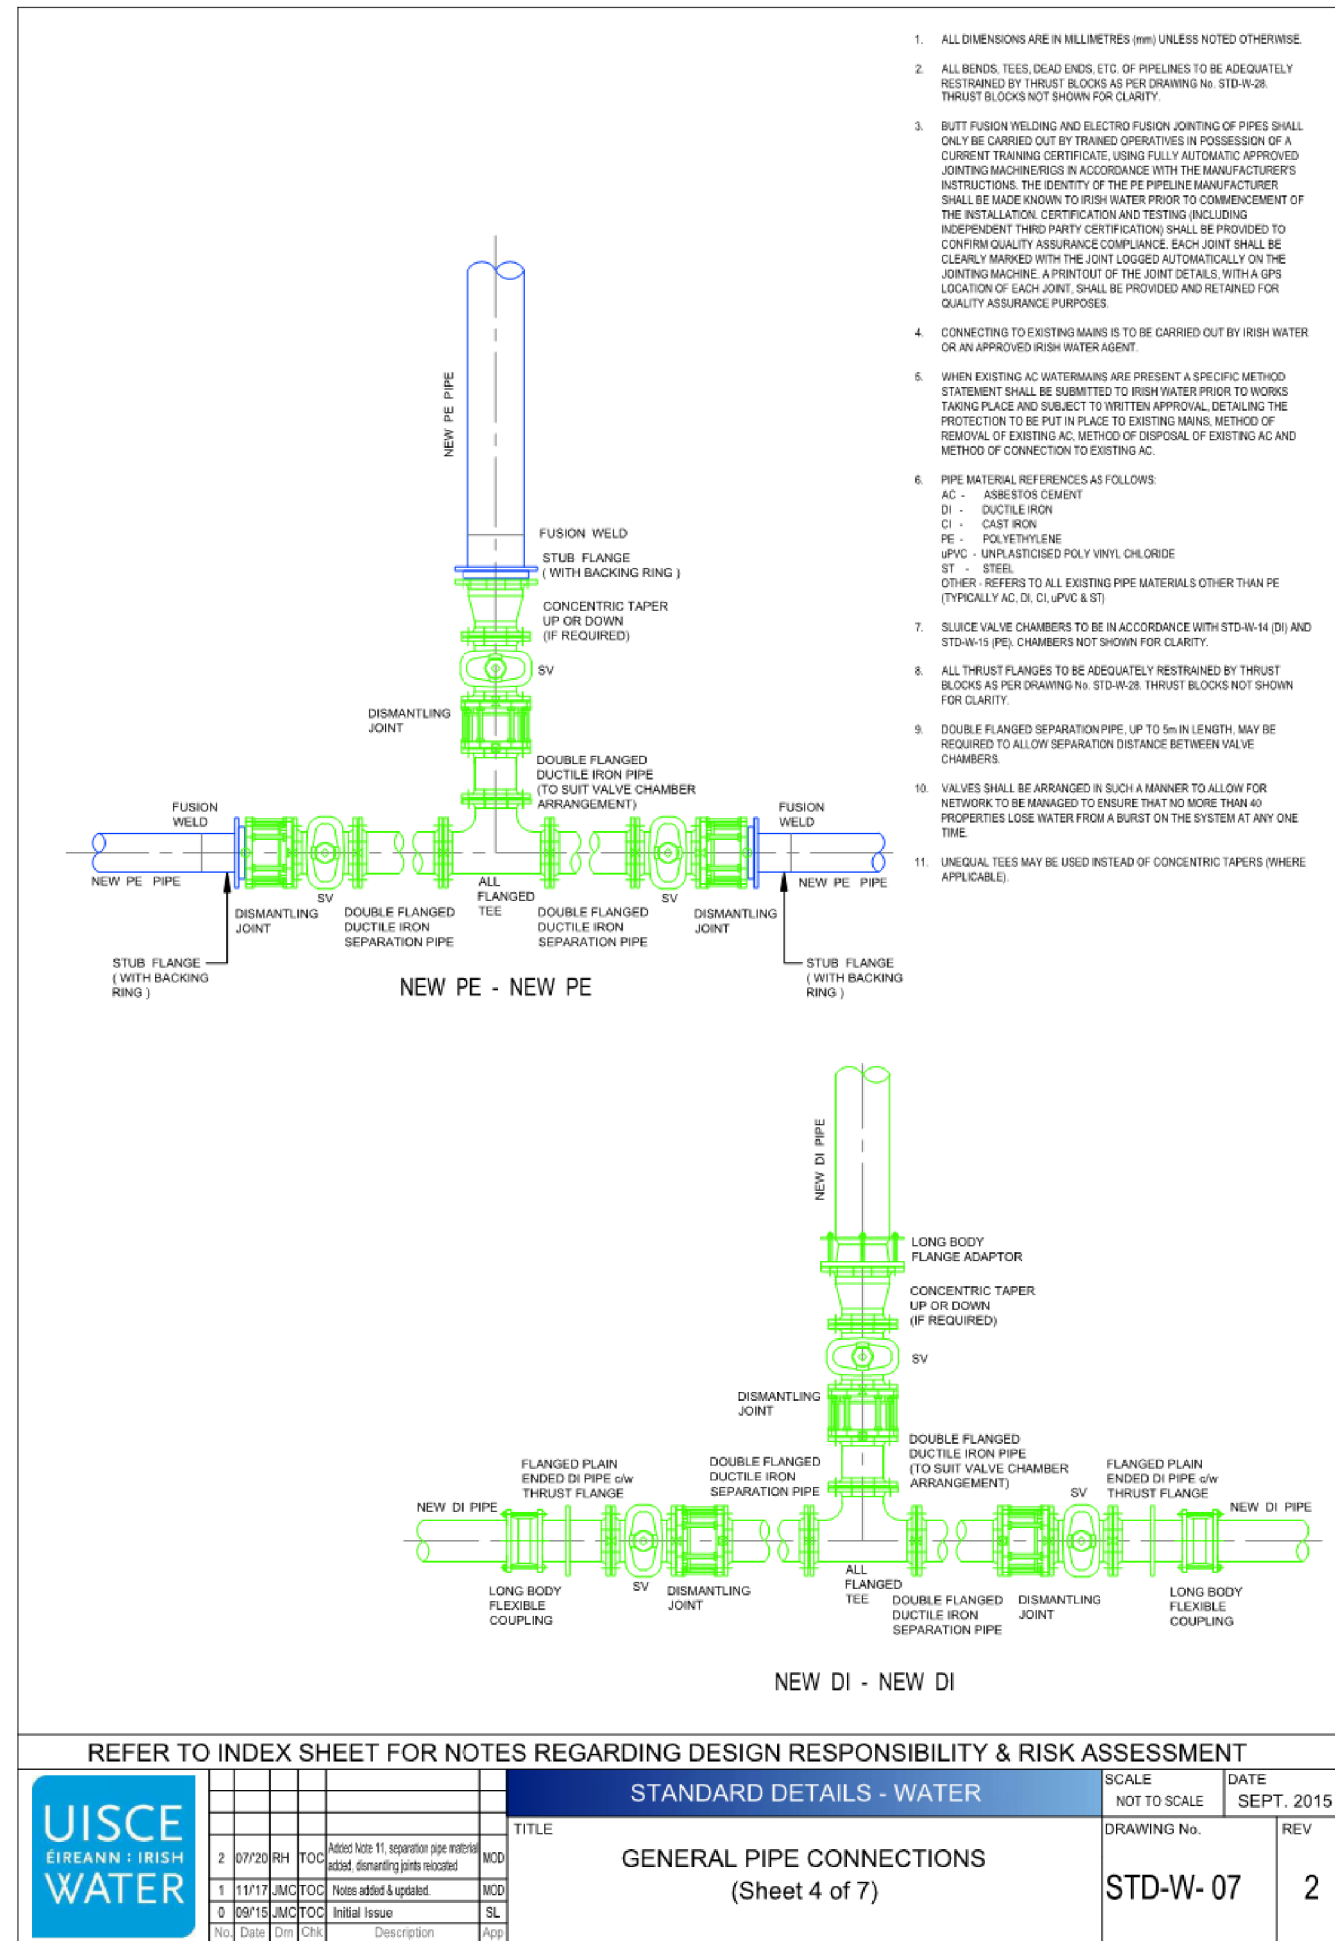 1. ALL DIMENSIONS ARE IN MILLIMETRES (mm) UNLESS NOTED OTHERWISE.
2. ALL BENDS, TEES, DEAD ENDS, ETC. OF PIPELINES TO BE ADEQUATELY
RESTRAINED BY THRUST BLOCKS AS PER DRAWING No. STD-W-28.
THRUST BLOCKS NOT SHOWN FOR CLARITY.
3. BUTT FUSION WELDING AND ELECTRO FUSION JOINTING OF PIPES SHALL
ONLY BE CARRIED OUT BY TRAINED OPERATIVES IN POSSESSION OF A
CURRENT TRAINING CERTIFICATE, USING FULLY AUTOMATIC APPROVED
JOINTING MACHINE/RIGS IN ACCORDANCE WITH THE MANUFACTURER'S
INSTRUCTIONS. THE IDENTITY OF THE PE PIPELINE MANUFACTURER
SHALL BE MADE KNOWN TO IRISH WATER PRIOR TO COMMENCEMENT OF
THE INSTALLATION. CERTIFICATION AND TESTING (INCLUDING
INDEPENDENT THIRD PARTY CERTIFICATION) SHALL BE PROVIDED TO
CONFIRM QUALITY ASSURANCE COMPLIANCE. EACH JOINT SHALL BE
CLEARLY MARKED WITH THE JOINT LOGGED AUTOMATICALLY ON THE
JOINTING MACHINE. A PRINTOUT OF THE JOINT DETAILS, WITH A GPS
LOCATION OF EACH JOINT, SHALL BE PROVIDED AND RETAINED FOR
QUALITY ASSURANCE PURPOSES.
4. CONNECTING TO EXISTING MAINS IS TO BE CARRIED OUT BY IRISH WATER
OR AN APPROVED IRISH WATER AGENT.
5. WHEN EXISTING AC WATERMAINS ARE PRESENT A SPECIFIC METHOD
STATEMENT SHALL BE SUBMITTED TO IRISH WATER PRIOR TO WORKS
TAKING PLACE AND SUBJECT TO WRITTEN APPROVAL, DETAILING THE
PROTECTION TO BE PUT IN PLACE TO EXISTING MAINS, METHOD OF
REMOVAL OF EXISTING AC, METHOD OF DISPOSAL OF EXISTING AC AND
METHOD OF CONNECTION TO EXISTING AC.
6. PIPE MATERIAL REFERENCES AS FOLLOWS:
AC - ASBESTOS CEMENT
DI - DUCTILE IRON
CI - CAST IRON
PE - POLYETHYLENE
uPVC - UNPLASTICISED POLY VINYL CHLORIDE
ST - STEEL
OTHER - REFERS TO ALL EXISTING PIPE MATERIALS OTHER THAN PE
(TYPICALLY AC, DI, CI, uPVC & ST)
7. SLUICE VALVE CHAMBERS TO BE IN ACCORDANCE WITH STD-W-14 (DI) AND
STD-W-15 (PE). CHAMBERS NOT SHOWN FOR CLARITY.
8. ALL THRUST FLANGES TO BE ADEQUATELY RESTRAINED BY THRUST
BLOCKS AS PER DRAWING No. STD-W-28. THRUST BLOCKS NOT SHOWN
FOR CLARITY.
9. DOUBLE FLANGED SEPARATION PIPE, UP TO 5m IN LENGTH, MAY BE
REQUIRED TO ALLOW SEPARATION DISTANCE BETWEEN VALVE
CHAMBERS.
10. VALVES SHALL BE ARRANGED IN SUCH A MANNER TO ALLOW FOR
NETWORK TO BE MANAGED TO ENSURE THAT NO MORE THAN 40
PROPERTIES LOSE WATER FROM A BURST ON THE SYSTEM AT ANY ONE
TIME.
11. UNEQUAL TEES MAY BE USED INSTEAD OF CONCENTRIC TAPERS (WHERE
APPLICABLE).
NEW PE PIPE
FUSION WELD
STUB FLANGE
( WITH BACKING RING )
CONCENTRIC TAPER
UP OR DOWN
(IF REQUIRED)
SV
DISMANTLING
JOINT
DOUBLE FLANGED
DUCTILE IRON PIPE
(TO SUIT VALVE CHAMBER
ARRANGEMENT)
FUSION
WELD
FUSION
WELD
NEW PE PIPE
ALL
FLANGED
TEE
NEW PE PIPE
SV
SV
DISMANTLING
JOINT
DOUBLE FLANGED
DUCTILE IRON
SEPARATION PIPE
DOUBLE FLANGED
DUCTILE IRON
SEPARATION PIPE
DISMANTLING
JOINT
STUB FLANGE
( WITH BACKING
RING )
STUB FLANGE
( WITH BACKING
RING )
NEW PE - NEW PE
NEW DI PIPE
LONG BODY
FLANGE ADAPTOR
CONCENTRIC TAPER
UP OR DOWN
(IF REQUIRED)
SV
DISMANTLING
JOINT
DOUBLE FLANGED
DUCTILE IRON PIPE
(TO SUIT VALVE CHAMBER
ARRANGEMENT)
FLANGED PLAIN
ENDED DI PIPE c/w
THRUST FLANGE
DOUBLE FLANGED
DUCTILE IRON
SEPARATION PIPE
FLANGED PLAIN
ENDED DI PIPE c/w
THRUST FLANGE
SV
NEW DI PIPE
NEW DI PIPE
LONG BODY
FLEXIBLE
COUPLING
SV
DISMANTLING
JOINT
ALL
FLANGED
TEE
DOUBLE FLANGED
DUCTILE IRON
SEPARATION PIPE
DISMANTLING
JOINT
LONG BODY
FLEXIBLE
COUPLING
NEW DI - NEW DI
REFER TO INDEX SHEET FOR NOTES REGARDING DESIGN RESPONSIBILITY & RISK ASSESSMENT
UISCE
ÉIREANN : IRISH
WATER
2 07/'20 RH TOC Added Note 11, separation pipe material added, dismantling joints relocated MOD
1 11/'17 JMC TOC Notes added & updated. MOD
0 09/'15 JMC TOC Initial Issue SL
No. Date Drn Chk Description App
STANDARD DETAILS - WATER
TITLE
GENERAL PIPE CONNECTIONS
(Sheet 4 of 7)
SCALE
NOT TO SCALE
DATE
SEPT. 2015
DRAWING No.
STD-W- 07
REV
2